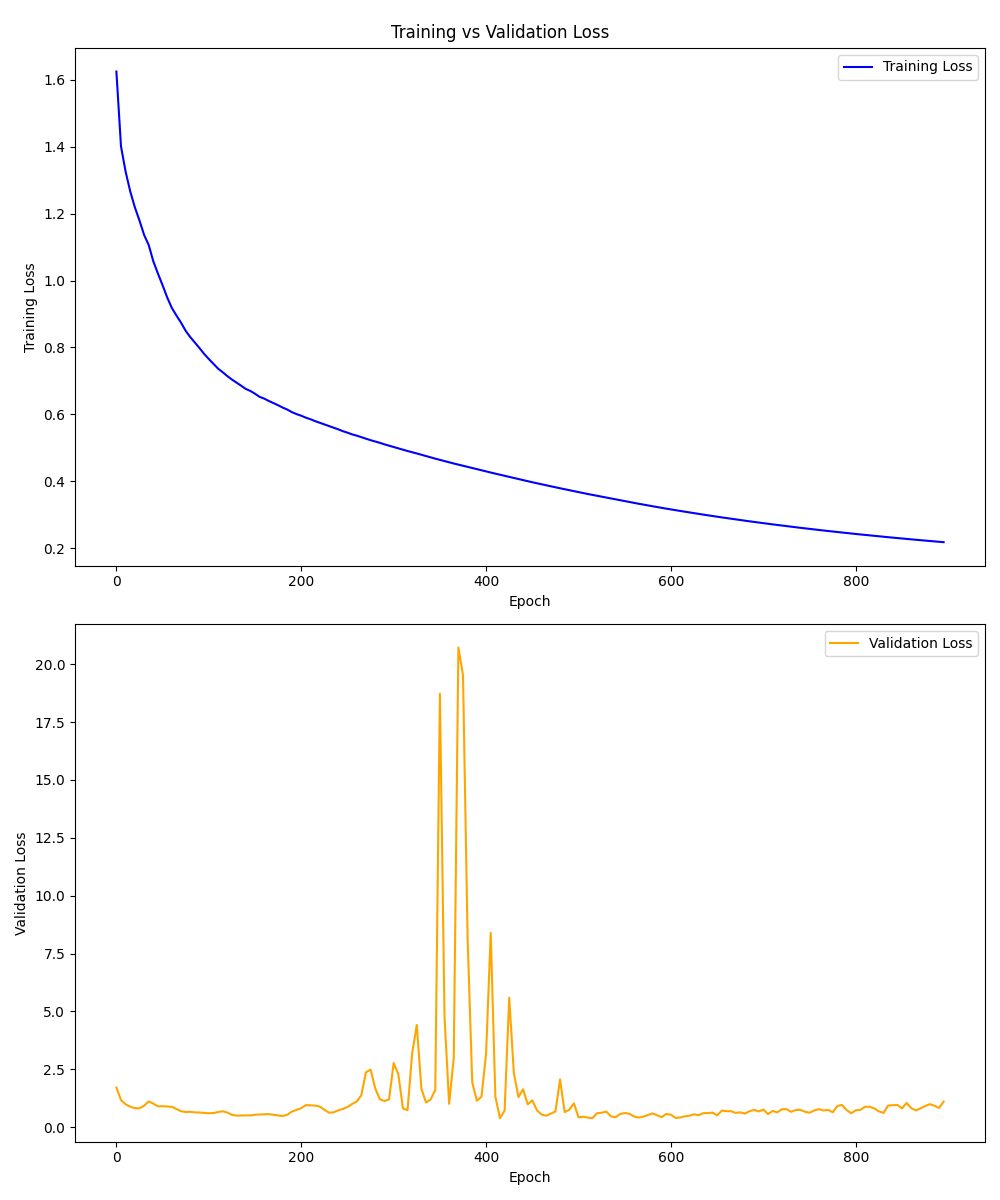 Training vs Validation Loss
Training Loss
Training Loss
1.6
1.4
1.2
1.0
0.8
0.6
0.4
0.2
0 200 400 600 800
Epoch
Validation Loss
Validation Loss
20.0
17.5
15.0
12.5
10.0
7.5
5.0
2.5
0.0
0 200 400 600 800
Epoch